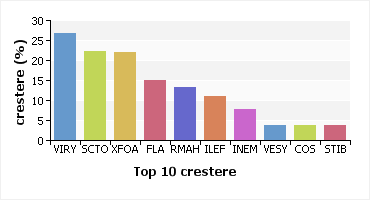 crestere (%)
30
25
20
15
10
5
0
VIRY SCTO XFOA FLA RMAH ILEF INEM VESY COS STIB
Top 10 crestere